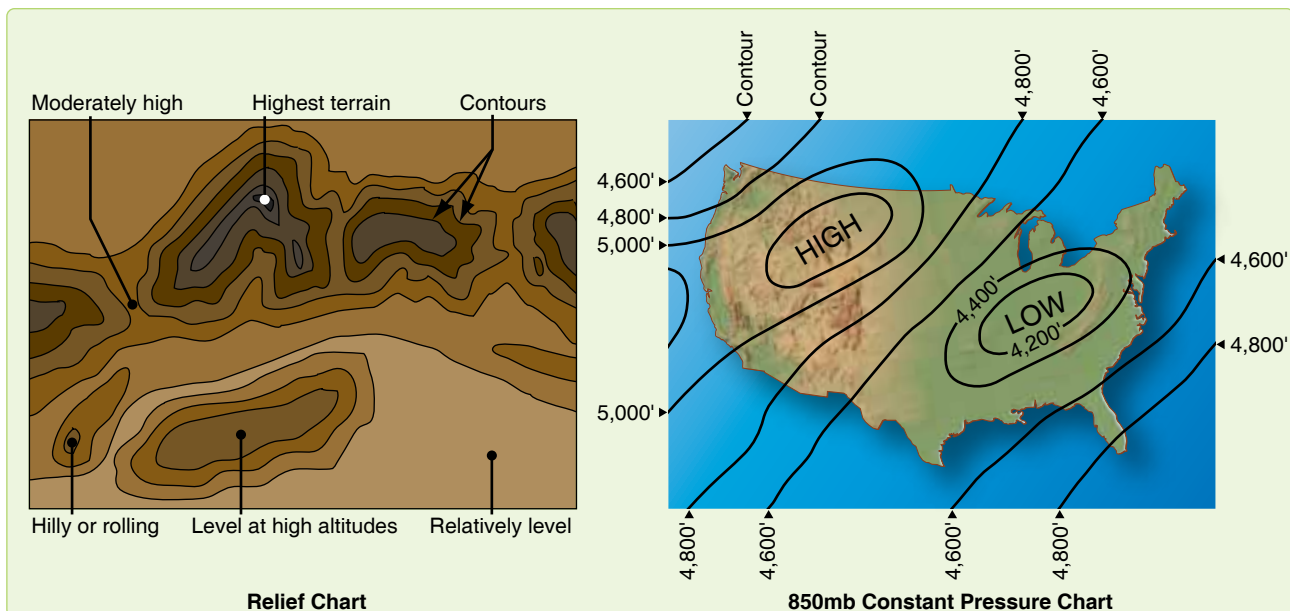 Moderately high
Highest terrain
Contours
Hilly or rolling
Level at high altitudes
Relatively level
Relief Chart
Contour
Contour
4,800'
4,600'
4,600'
4,800'
5,000'
5,000'
HIGH
4,400'
LOW
4,200'
4,600'
4,800'
4,800'
4,600'
4,600'
4,800'
850mb Constant Pressure Chart